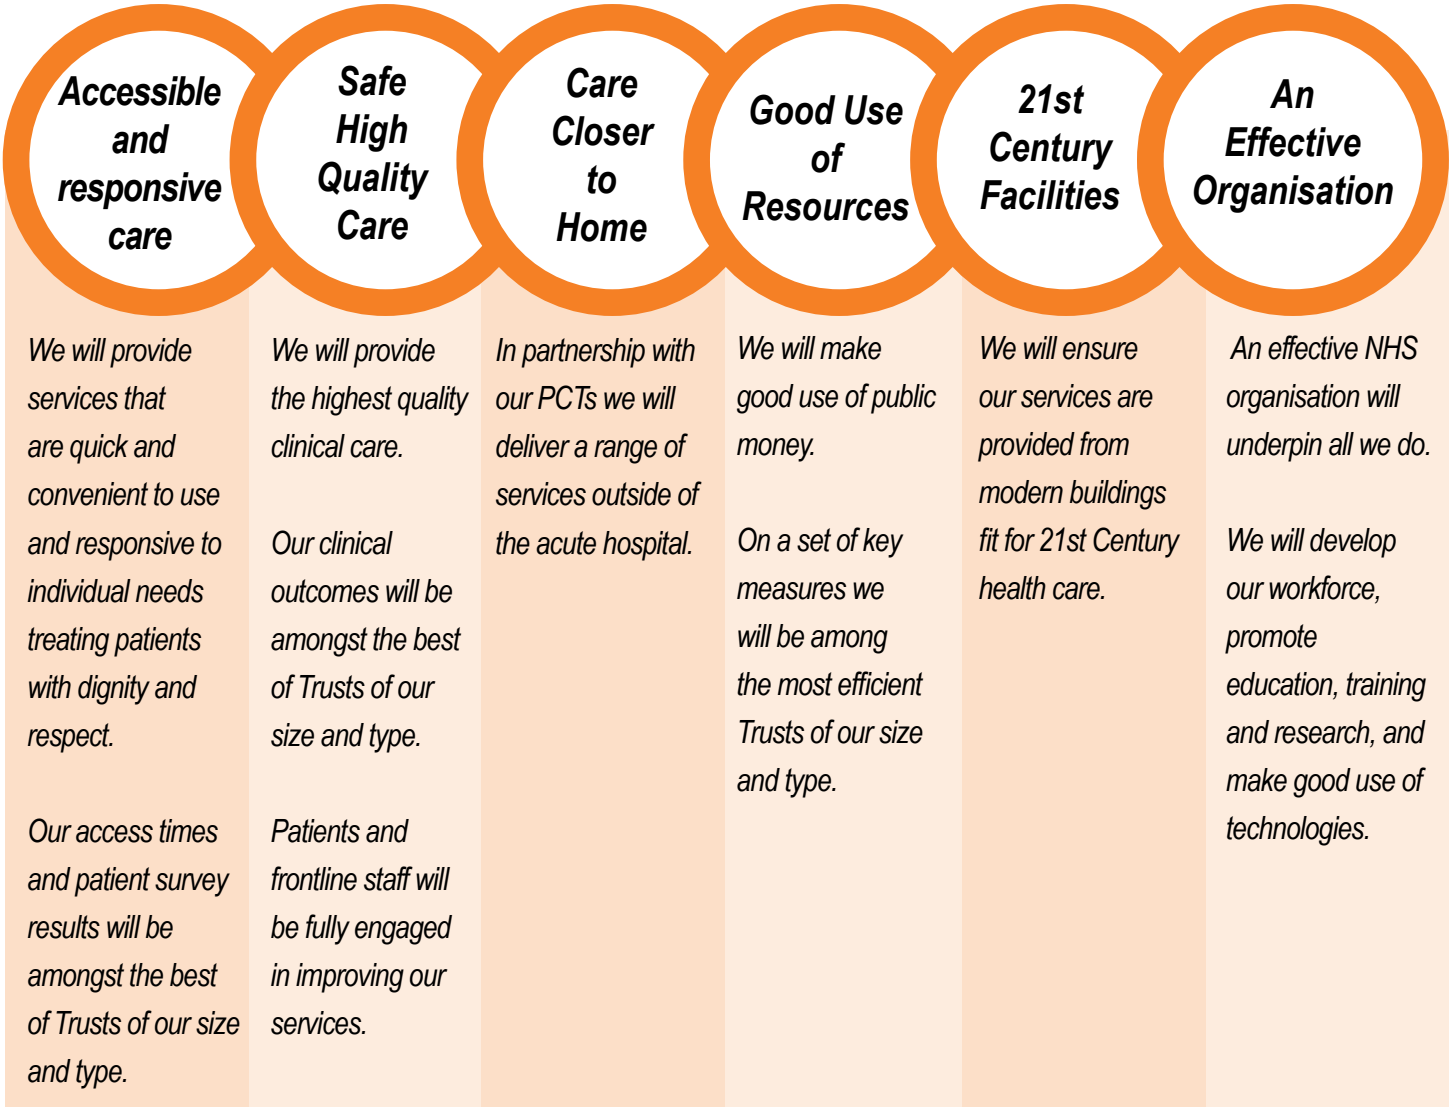 Accessible
and
responsive
care
Safe
High
Quality
Care
Care
Closer
to
Home
Good Use
of
Resources
21st
Century
Facilities
An
Effective
Organisation
We will provide
services that
are quick and
convenient to use
and responsive to
individual needs
treating patients
with dignity and
respect.
Our access times
and patient survey
results will be
amongst the best
of Trusts of our size
and type.
We will provide
the highest quality
clinical care.
Our clinical
outcomes will be
amongst the best
of Trusts of our
size and type.
Patients and
frontline staff will
be fully engaged
in improving our
services.
In partnership with
our PCTs we will
deliver a range of
services outside of
the acute hospital.
We will make
good use of public
money.
On a set of key
measures we
will be among
the most efficient
Trusts of our size
and type.
We will ensure
our services are
provided from
modern buildings
fit for 21st Century
health care.
An effective NHS
organisation will
underpin all we do.
We will develop
our workforce,
promote
education, training
and research, and
make good use of
technologies.